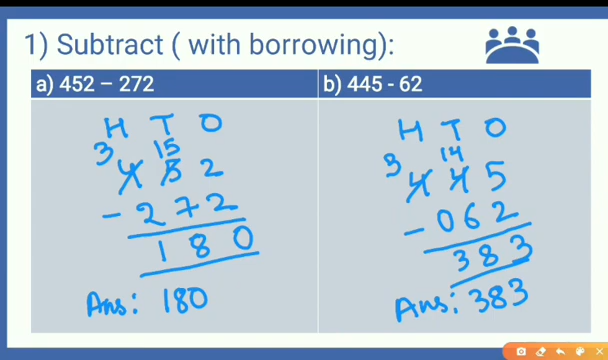 1) Subtract ( with borrowing):
a) 452 – 272
b) 445 - 62
H T O
3 15
4 5 2
- 2 7 2
1 8 0
Ans: 180
H T O
3 14
4 4 5
- 0 6 2
3 8 3
Ans: 383